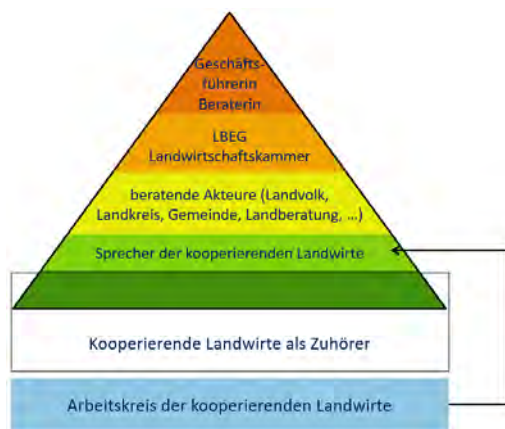 Geschäfts-
führerin
Beraterin
LBEG
Landwirtschaftskammer
beratende Akteure (Landvolk,
Landkreis, Gemeinde, Landberatung, ...)
Sprecher der kooperierenden Landwirte
Kooperierende Landwirte als Zuhörer
Arbeitskreis der kooperierenden Landwirte